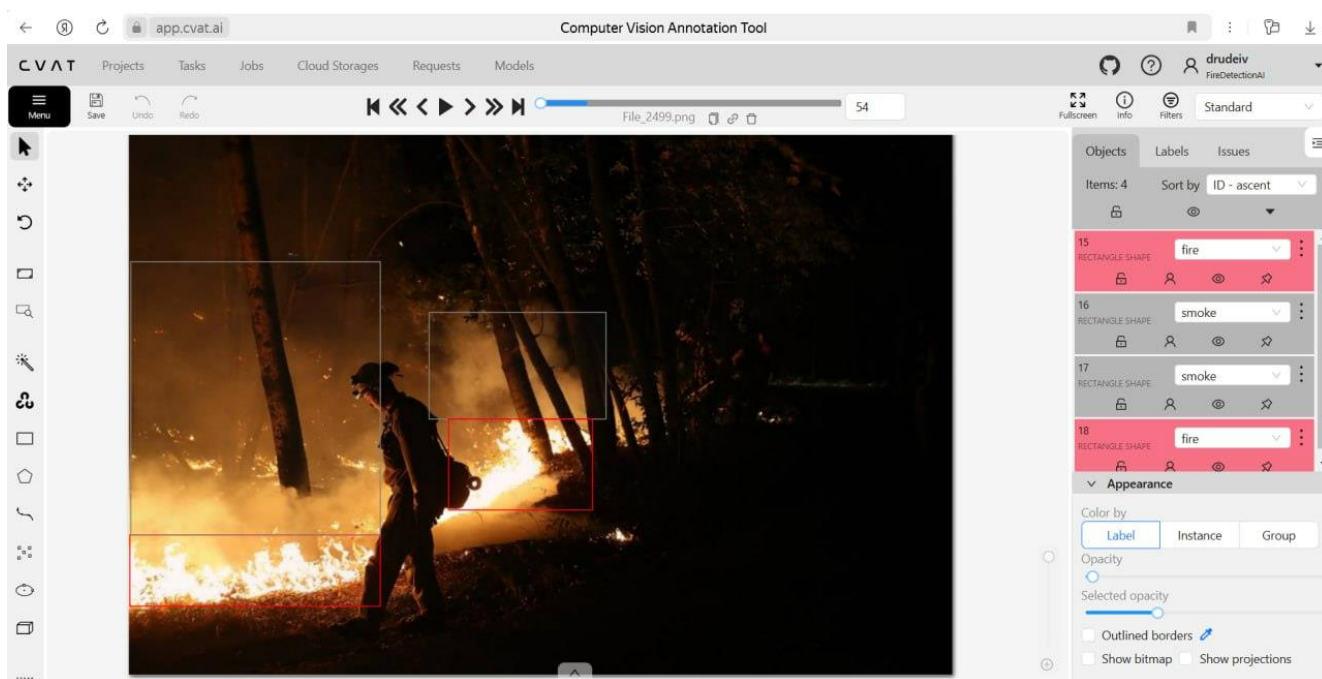 app.cvat.ai
Computer Vision Annotation Tool
CVAT Projects Tasks Jobs Cloud Storages Requests Models
drudeiv
FireDetectionAI
Menu Save Undo Redo
File_2499.png
54
Fullscreen Info Filters
Standard
Objects Labels Issues
Items: 4 Sort by ID - ascent
15
RECTANGLE SHAPE
fire
16
RECTANGLE SHAPE
smoke
17
RECTANGLE SHAPE
smoke
18
RECTANGLE SHAPE
fire
Appearance
Color by
Label Instance Group
Opacity
Selected opacity
Outlined borders
Show bitmap Show projections